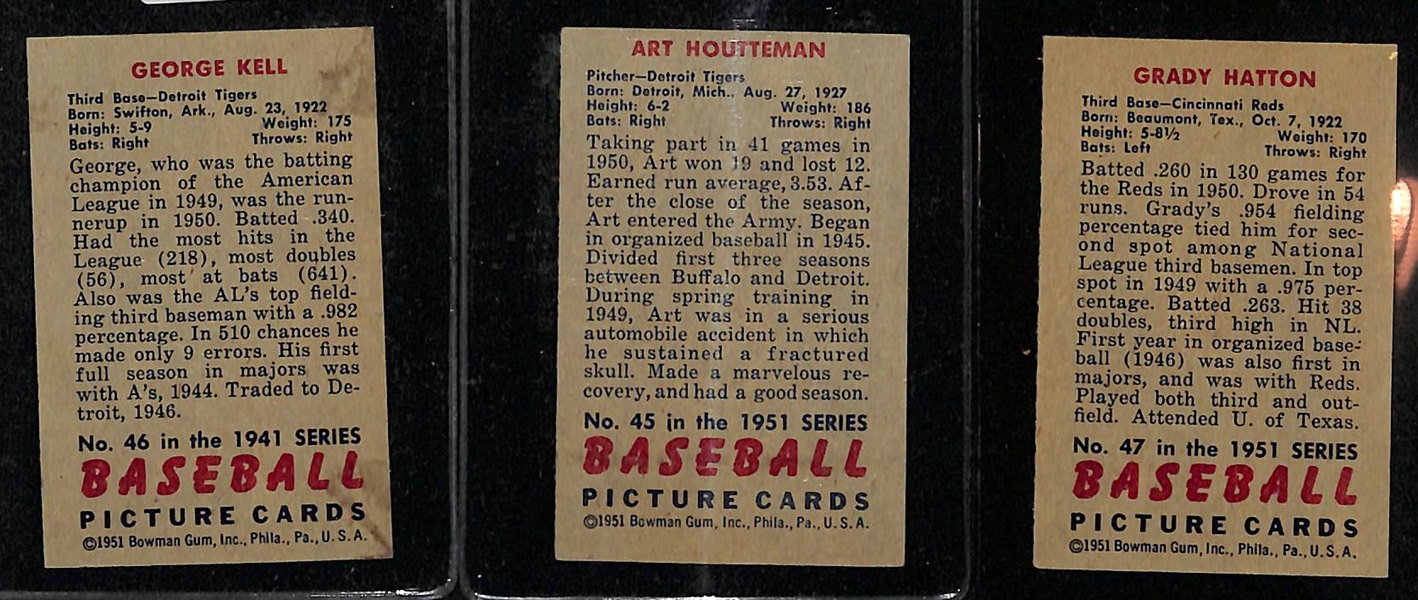 GEORGE KELL
Third Base—Detroit Tigers
Born: Swifton, Ark., Aug. 23, 1922
Height: 5-9 Weight: 175
Bats: Right Throws: Right
George, who was the batting
champion of the American
League in 1949, was the run-
nerup in 1950. Batted .340.
Had the most hits in the
League (218), most doubles
(56), most at bats (641).
Also was the AL's top field-
ing third baseman with a .982
percentage. In 510 chances he
made only 9 errors. His first
full season in majors was
with A's, 1944. Traded to De-
troit, 1946.
No. 46 in the 1941 SERIES
BASEBALL
PICTURE CARDS
©1951 Bowman Gum, Inc., Phila., Pa., U. S. A.
ART HOUTTEMAN
Pitcher—Detroit Tigers
Born: Detroit, Mich., Aug. 27, 1927
Height: 6-2 Weight: 186
Bats: Right Throws: Right
Taking part in 41 games in
1950, Art won 19 and lost 12.
Earned run average, 3.53. Af-
ter the close of the season,
Art entered the Army. Began
in organized baseball in 1945.
Divided first three seasons
between Buffalo and Detroit.
During spring training in
1949, Art was in a serious
automobile accident in which
he sustained a fractured
skull. Made a marvelous re-
covery, and had a good season.
No. 45 in the 1951 SERIES
BASEBALL
PICTURE CARDS
©1951 Bowman Gum, Inc., Phila., Pa., U. S. A.
GRADY HATTON
Third Base—Cincinnati Reds
Born: Beaumont, Tex., Oct. 7, 1922
Height: 5-8½ Weight: 170
Bats: Left Throws: Right
Batted .260 in 130 games for
the Reds in 1950. Drove in 54
runs. Grady's .954 fielding
percentage tied him for sec-
ond spot among National
League third basemen. In top
spot in 1949 with a .975 per-
centage. Batted .263. Hit 38
doubles, third high in NL.
First year in organized base-
ball (1946) was also first in
majors, and was with Reds.
Played both third and out-
field. Attended U. of Texas.
No. 47 in the 1951 SERIES
BASEBALL
PICTURE CARDS
©1951 Bowman Gum, Inc., Phila., Pa., U. S. A.